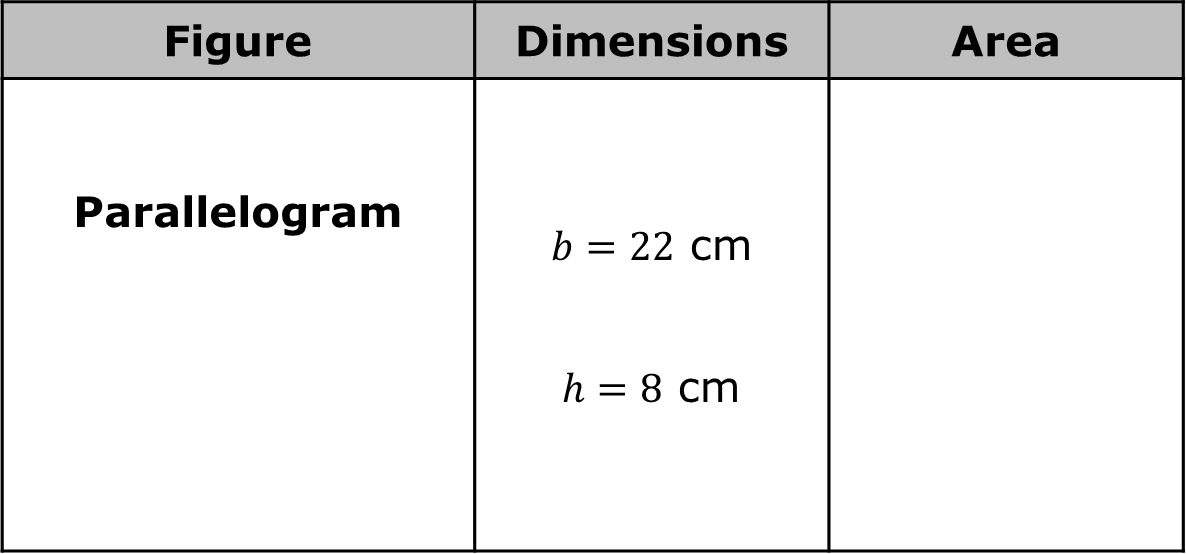 Figure Dimensions Area
Parallelogram
b = 22 cm
h = 8 cm